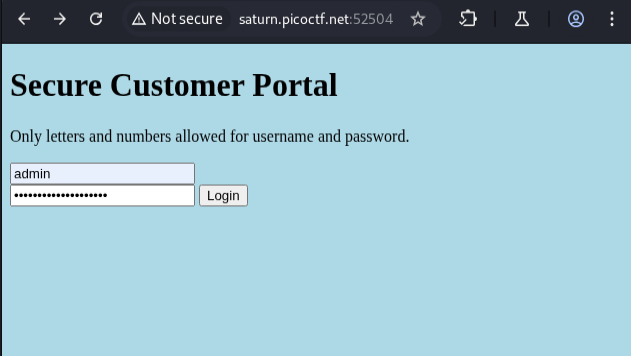 Not secure saturn.picoctf.net:52504
Secure Customer Portal
Only letters and numbers allowed for username and password.
admin
••••••••••••••••••• Login